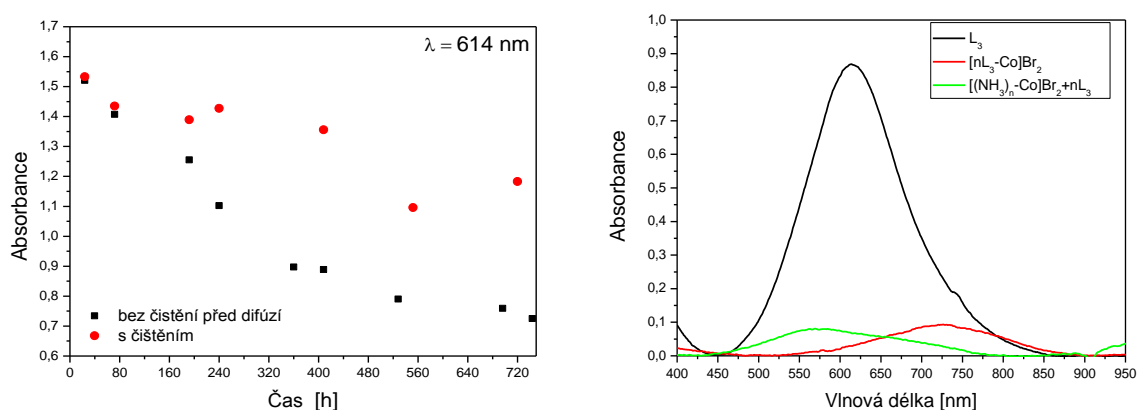 λ = 614 nm
1,7
1,6
1,5
1,4
1,3
1,2
1,1
1,0
0,9
0,8
0,7
0,6
Absorbance
bez čistění před difúzí
s čištěním
0 80 160 240 320 400 480 560 640 720
Čas [h]
1,0
0,9
0,8
0,7
0,6
0,5
0,4
0,3
0,2
0,1
0,0
Absorbance
L₃
[nL₃-Co]Br₂
[(NH₃)ₙ-Co]Br₂+nL₃
400 450 500 550 600 650 700 750 800 850 900 950
Vlnová délka [nm]